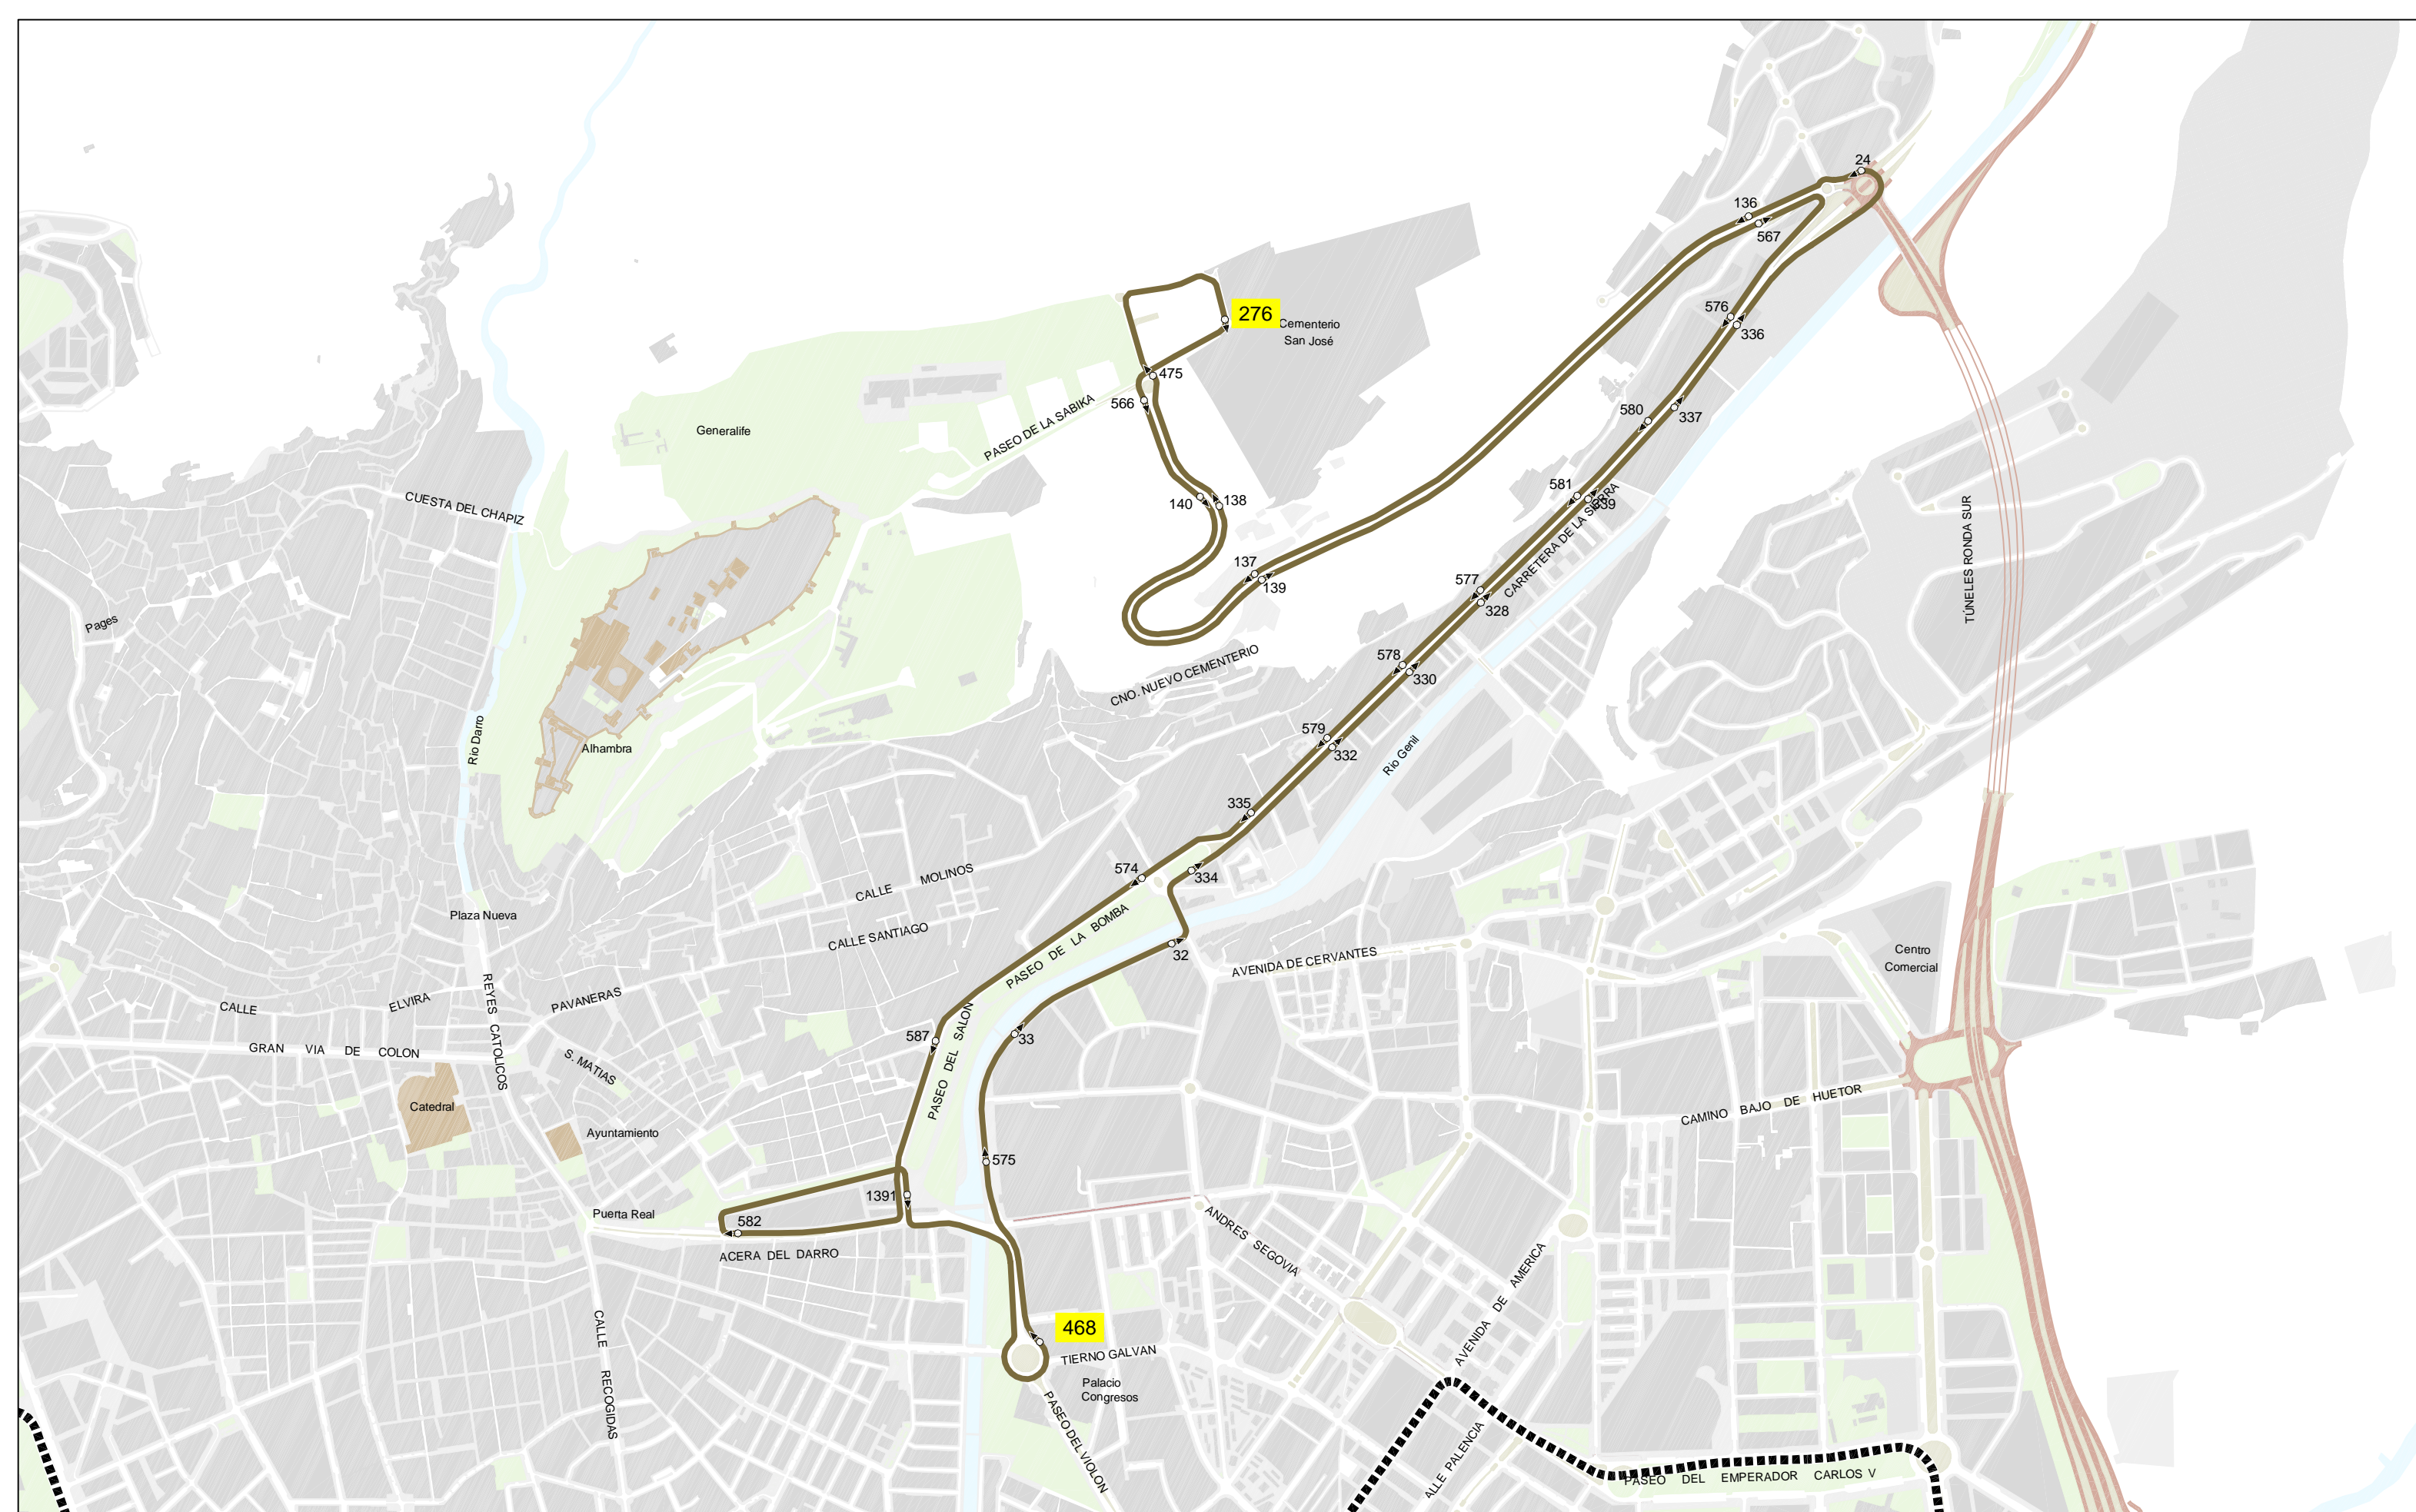 24
136
567
276
Cementerio
San José
576
336
475
566
PASEO DE LA SABIKA
580
337
Generalife
CUESTA DEL CHAPIZ
140
138
581
339
CARRETERA DE LA SIERRA
TÚNELES RONDA SUR
137
139
577
328
Pages
CNO. NUEVO CEMENTERIO
578
330
Rio Darro
Alhambra
579
332
Rio Genil
335
574
334
CALLE MOLINOS
Plaza Nueva
CALLE SANTIAGO
PASEO DE LA BOMBA
32
AVENIDA DE CERVANTES
Centro
Comercial
CALLE ELVIRA
REYES CATOLICOS
PAVANERAS
587
33
PASEO DEL SALON
GRAN VIA DE COLON
S. MATIAS
Catedral
Ayuntamiento
CAMINO BAJO DE HUETOR
575
1391
Puerta Real
582
ACERA DEL DARRO
ANDRES SEGOVIA
AVENIDA DE AMERICA
468
TIERNO GALVAN
Palacio
Congresos
CALLE RECOGIDAS
PASEO DEL VIOLON
ALLE PALENCIA
PASEO DEL EMPERADOR CARLOS V